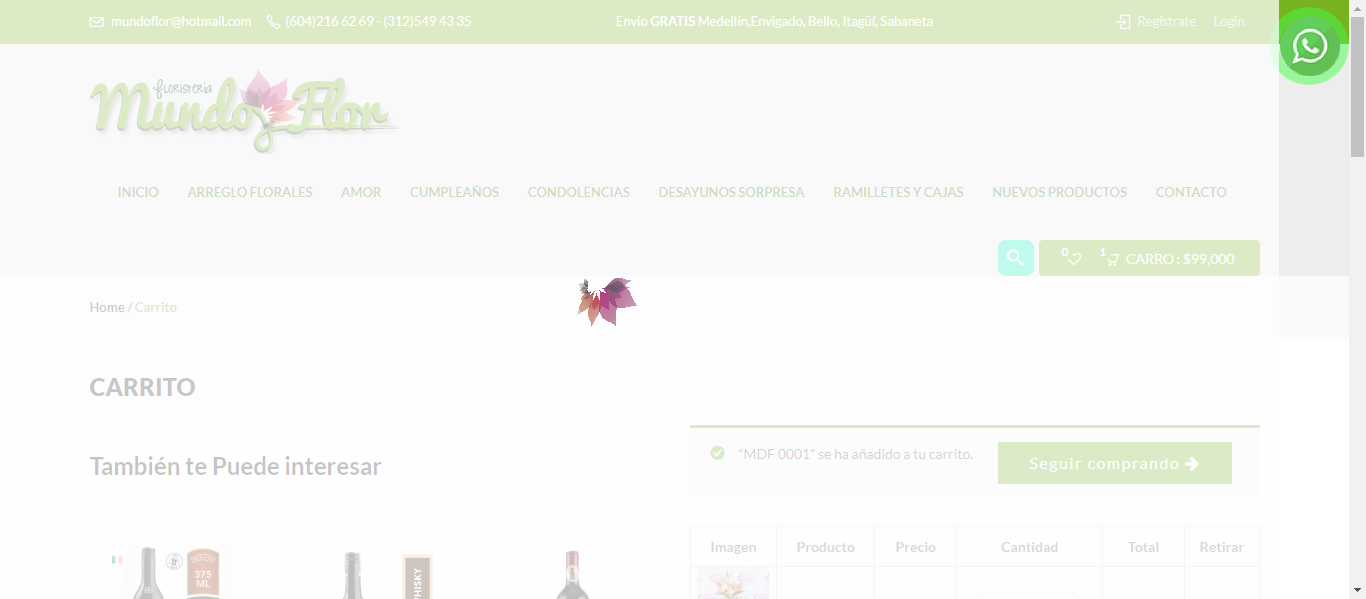 mundoflor@hotmail.com (604)216 62 69 - (312)549 43 35 Envio GRATIS Medellín,Envigado, Bello, Itagüí, Sabaneta Regístrate Login
FLORISTERÍA
Mundo Flor
INICIO ARREGLO FLORALES AMOR CUMPLEAÑOS CONDOLENCIAS DESAYUNOS SORPRESA RAMILLETES Y CAJAS NUEVOS PRODUCTOS CONTACTO
0 1 CARRO : $99,000
Home / Carrito
CARRITO
También te Puede interesar
“MDF 0001” se ha añadido a tu carrito. Seguir comprando
Imagen Producto Precio Cantidad Total Retirar
375
ML
WHISKY